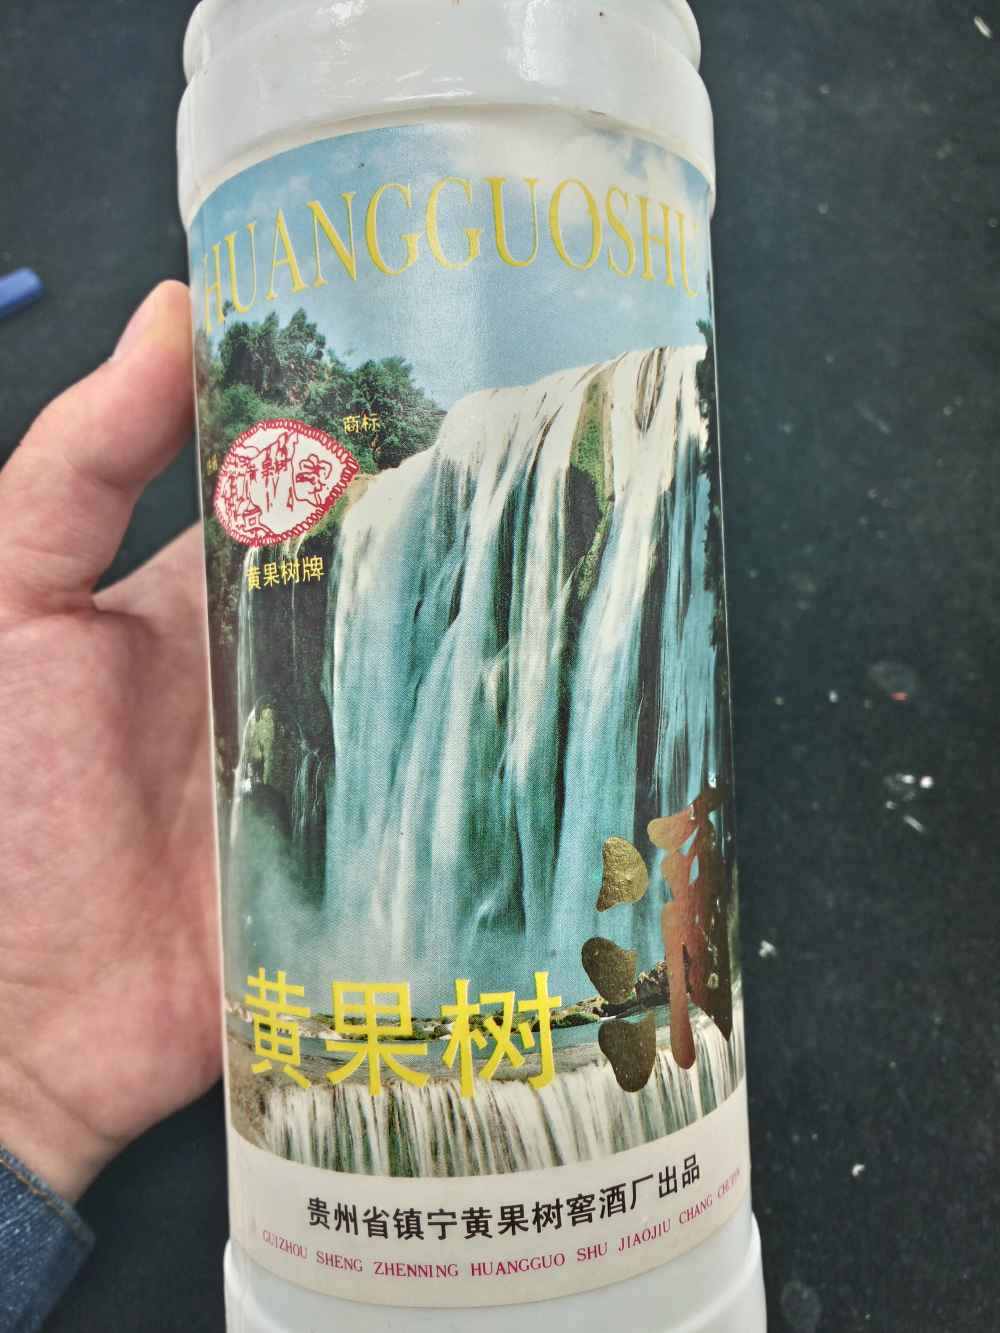 HUANGGUOSHU
商标
黄果树牌
黄果树 酒
贵州省镇宁黄果树窖酒厂出品
GUIZHOU SHENG ZHENNING HUANGGUO SHU JIAOJIU CHANG CHUPIN